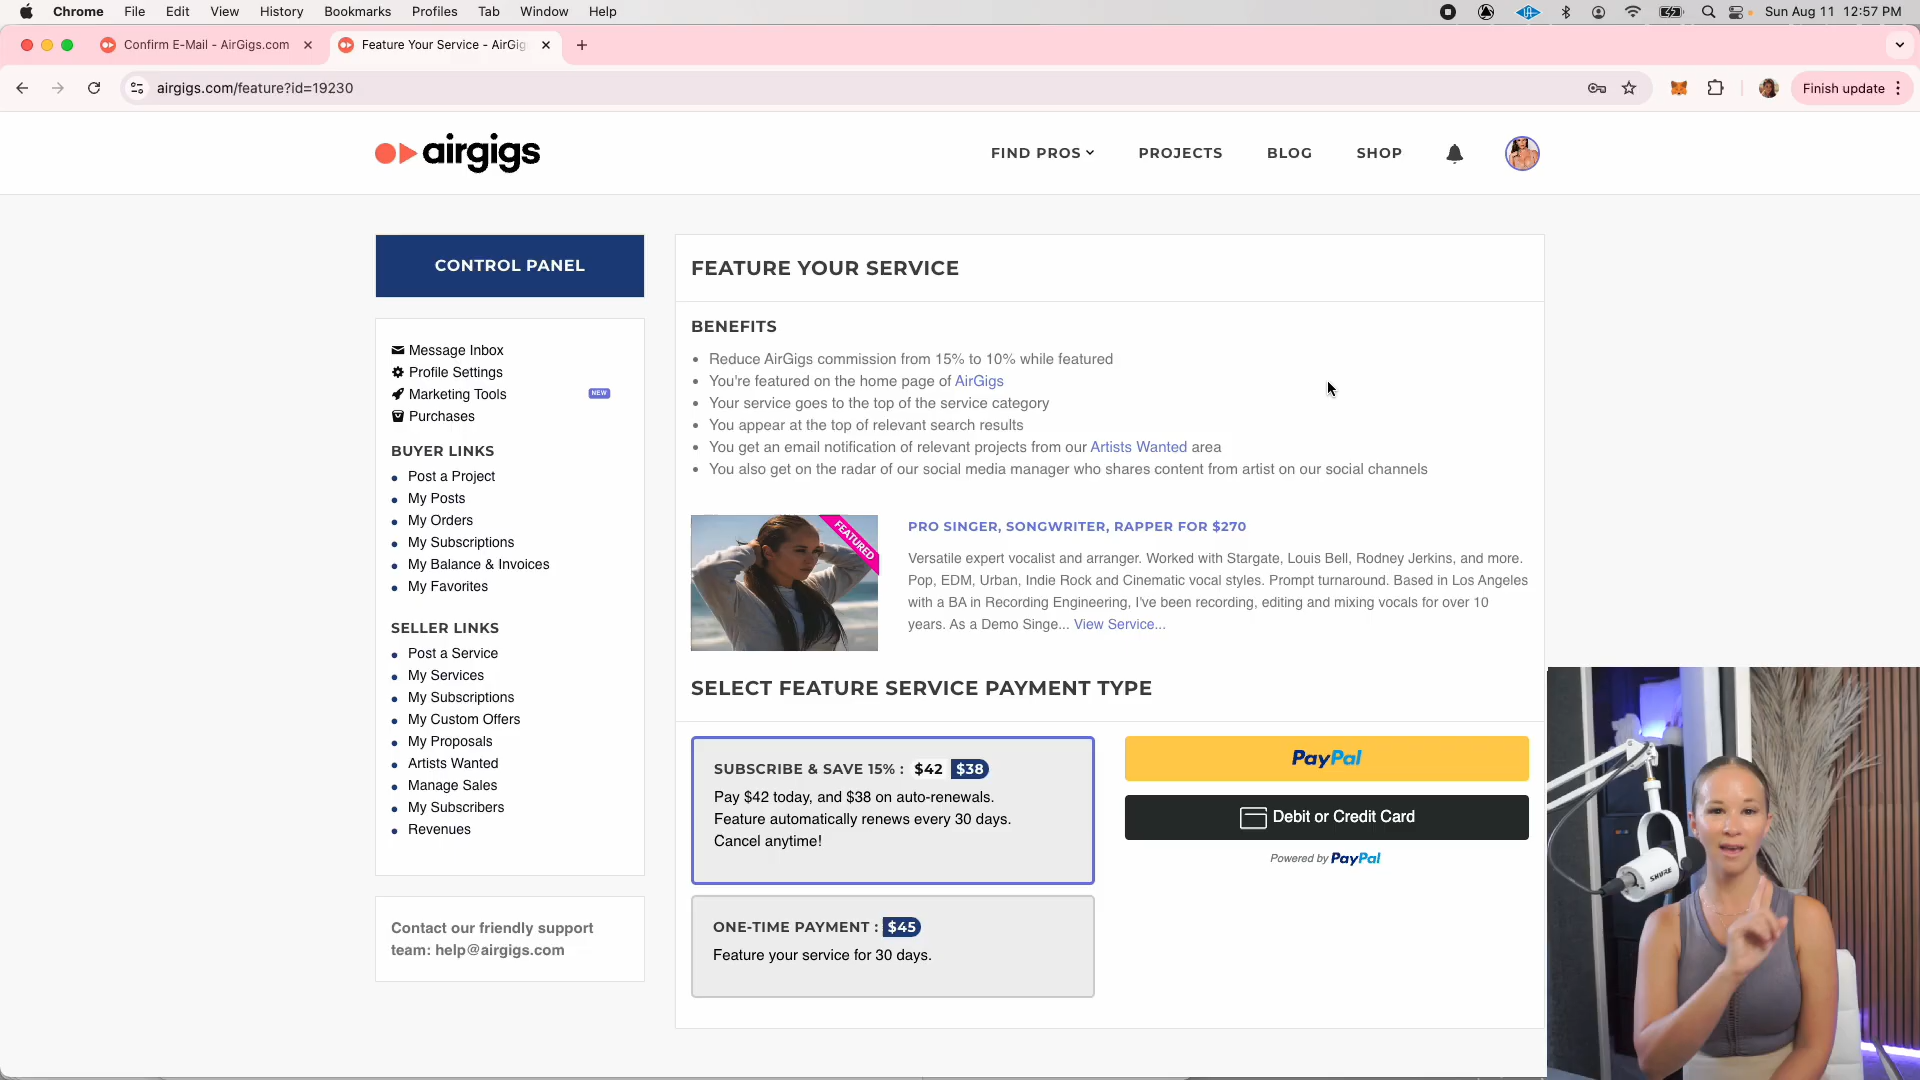 Chrome File Edit View History Bookmarks Profiles Tab Window Help
Sun Aug 11 12:57 PM
Confirm E-Mail - AirGigs.com
Feature Your Service - AirGig
airgigs.com/feature?id=19230
Finish update
airgigs
FIND PROS PROJECTS BLOG SHOP
CONTROL PANEL
Message Inbox
Profile Settings
Marketing Tools NEW
Purchases
BUYER LINKS
Post a Project
My Posts
My Orders
My Subscriptions
My Balance & Invoices
My Favorites
SELLER LINKS
Post a Service
My Services
My Subscriptions
My Custom Offers
My Proposals
Artists Wanted
Manage Sales
My Subscribers
Revenues
Contact our friendly support
team: help@airgigs.com
FEATURE YOUR SERVICE
BENEFITS
Reduce AirGigs commission from 15% to 10% while featured
You're featured on the home page of AirGigs
Your service goes to the top of the service category
You appear at the top of relevant search results
You get an email notification of relevant projects from our Artists Wanted area
You also get on the radar of our social media manager who shares content from artist on our social channels
FEATURED
PRO SINGER, SONGWRITER, RAPPER FOR $270
Versatile expert vocalist and arranger. Worked with Stargate, Louis Bell, Rodney Jerkins, and more.
Pop, EDM, Urban, Indie Rock and Cinematic vocal styles. Prompt turnaround. Based in Los Angeles
with a BA in Recording Engineering, I've been recording, editing and mixing vocals for over 10
years. As a Demo Singe... View Service...
SELECT FEATURE SERVICE PAYMENT TYPE
SUBSCRIBE & SAVE 15% : $42 $38
Pay $42 today, and $38 on auto-renewals.
Feature automatically renews every 30 days.
Cancel anytime!
ONE-TIME PAYMENT : $45
Feature your service for 30 days.
PayPal
Debit or Credit Card
Powered by PayPal
SHURE